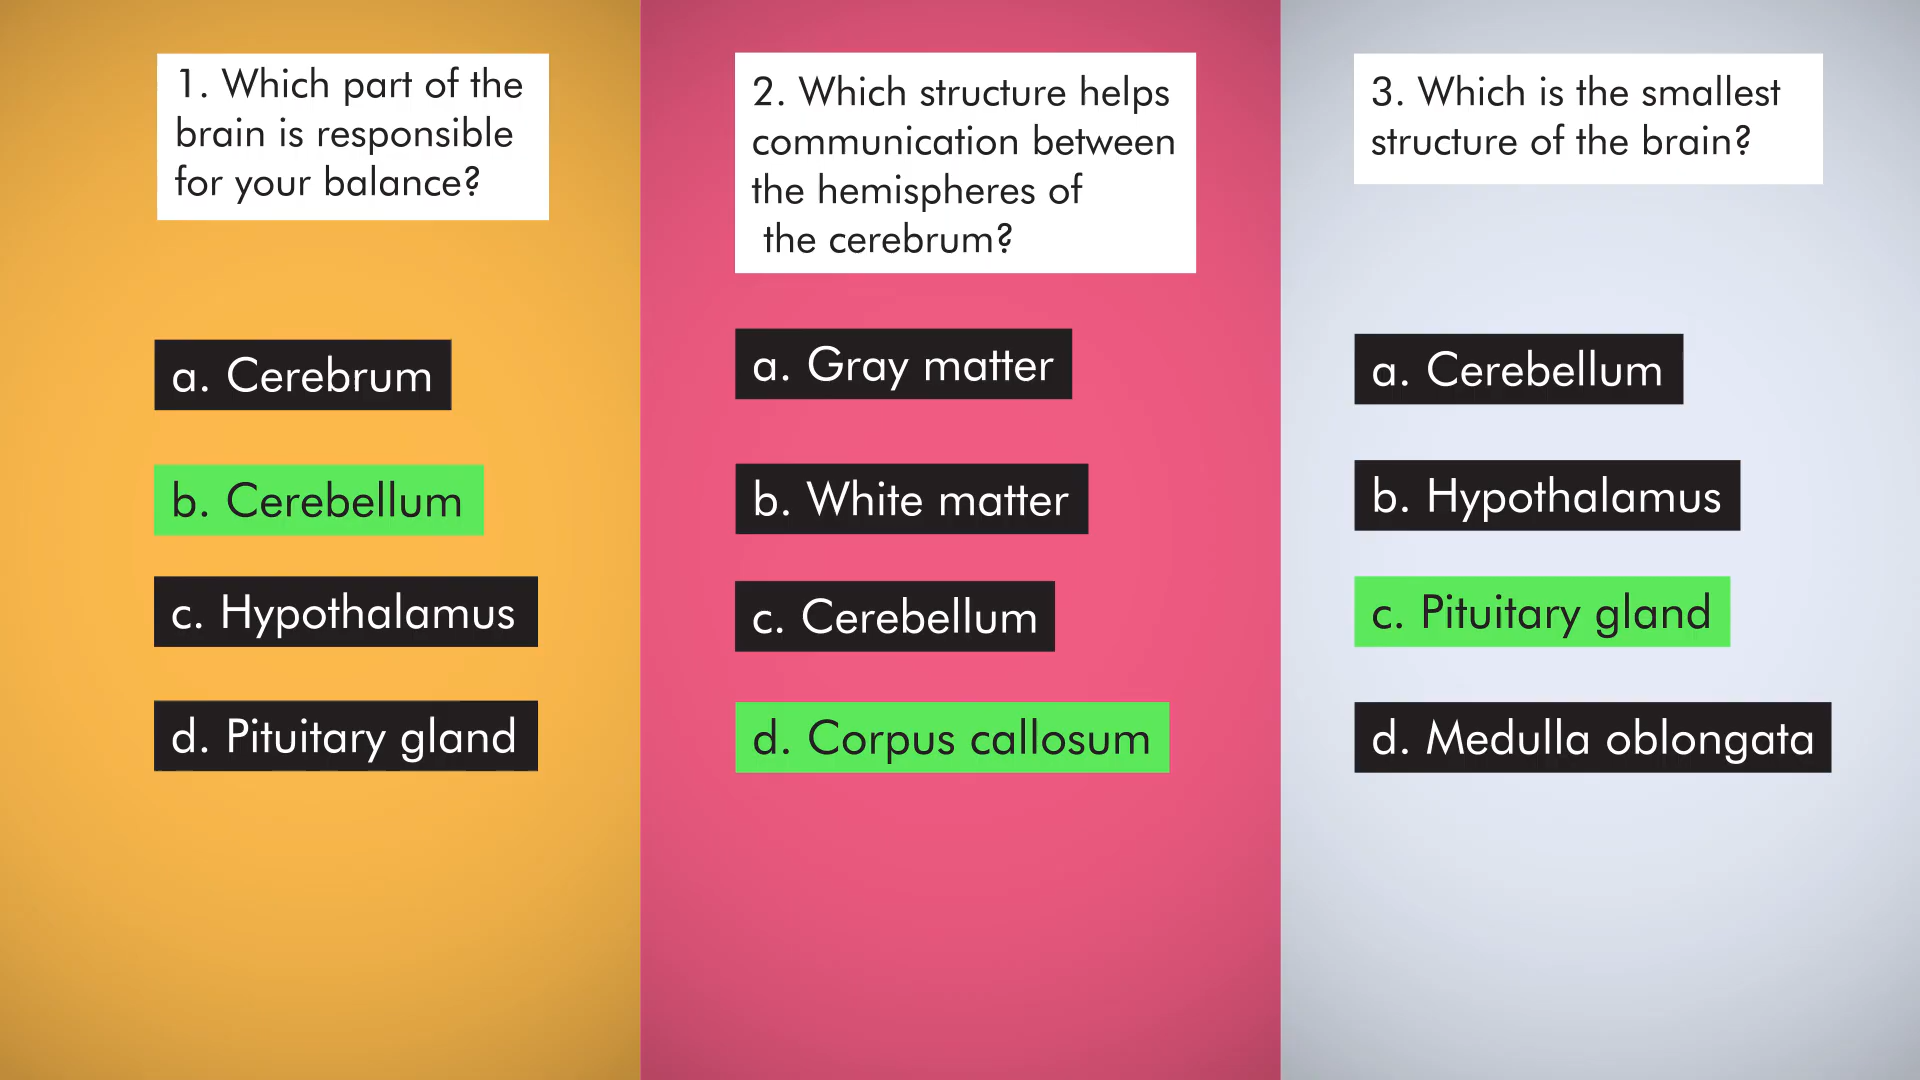 1. Which part of the
brain is responsible
for your balance?
a. Cerebrum
b. Cerebellum
c. Hypothalamus
d. Pituitary gland
2. Which structure helps
communication between
the hemispheres of
the cerebrum?
a. Gray matter
b. White matter
c. Cerebellum
d. Corpus callosum
3. Which is the smallest
structure of the brain?
a. Cerebellum
b. Hypothalamus
c. Pituitary gland
d. Medulla oblongata